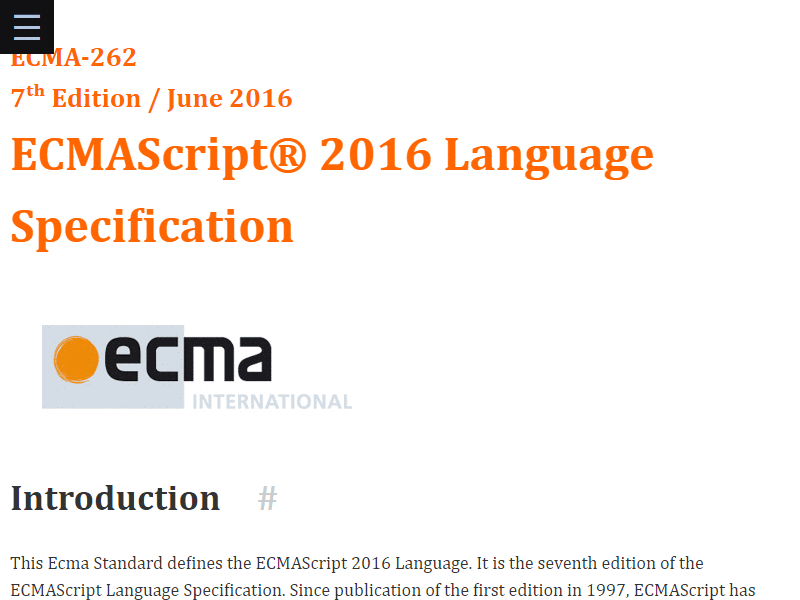 ECMA-262
7th Edition / June 2016
ECMAScript® 2016 Language
Specification
ecma
INTERNATIONAL
Introduction #
This Ecma Standard defines the ECMAScript 2016 Language. It is the seventh edition of the
ECMAScript Language Specification. Since publication of the first edition in 1997, ECMAScript has